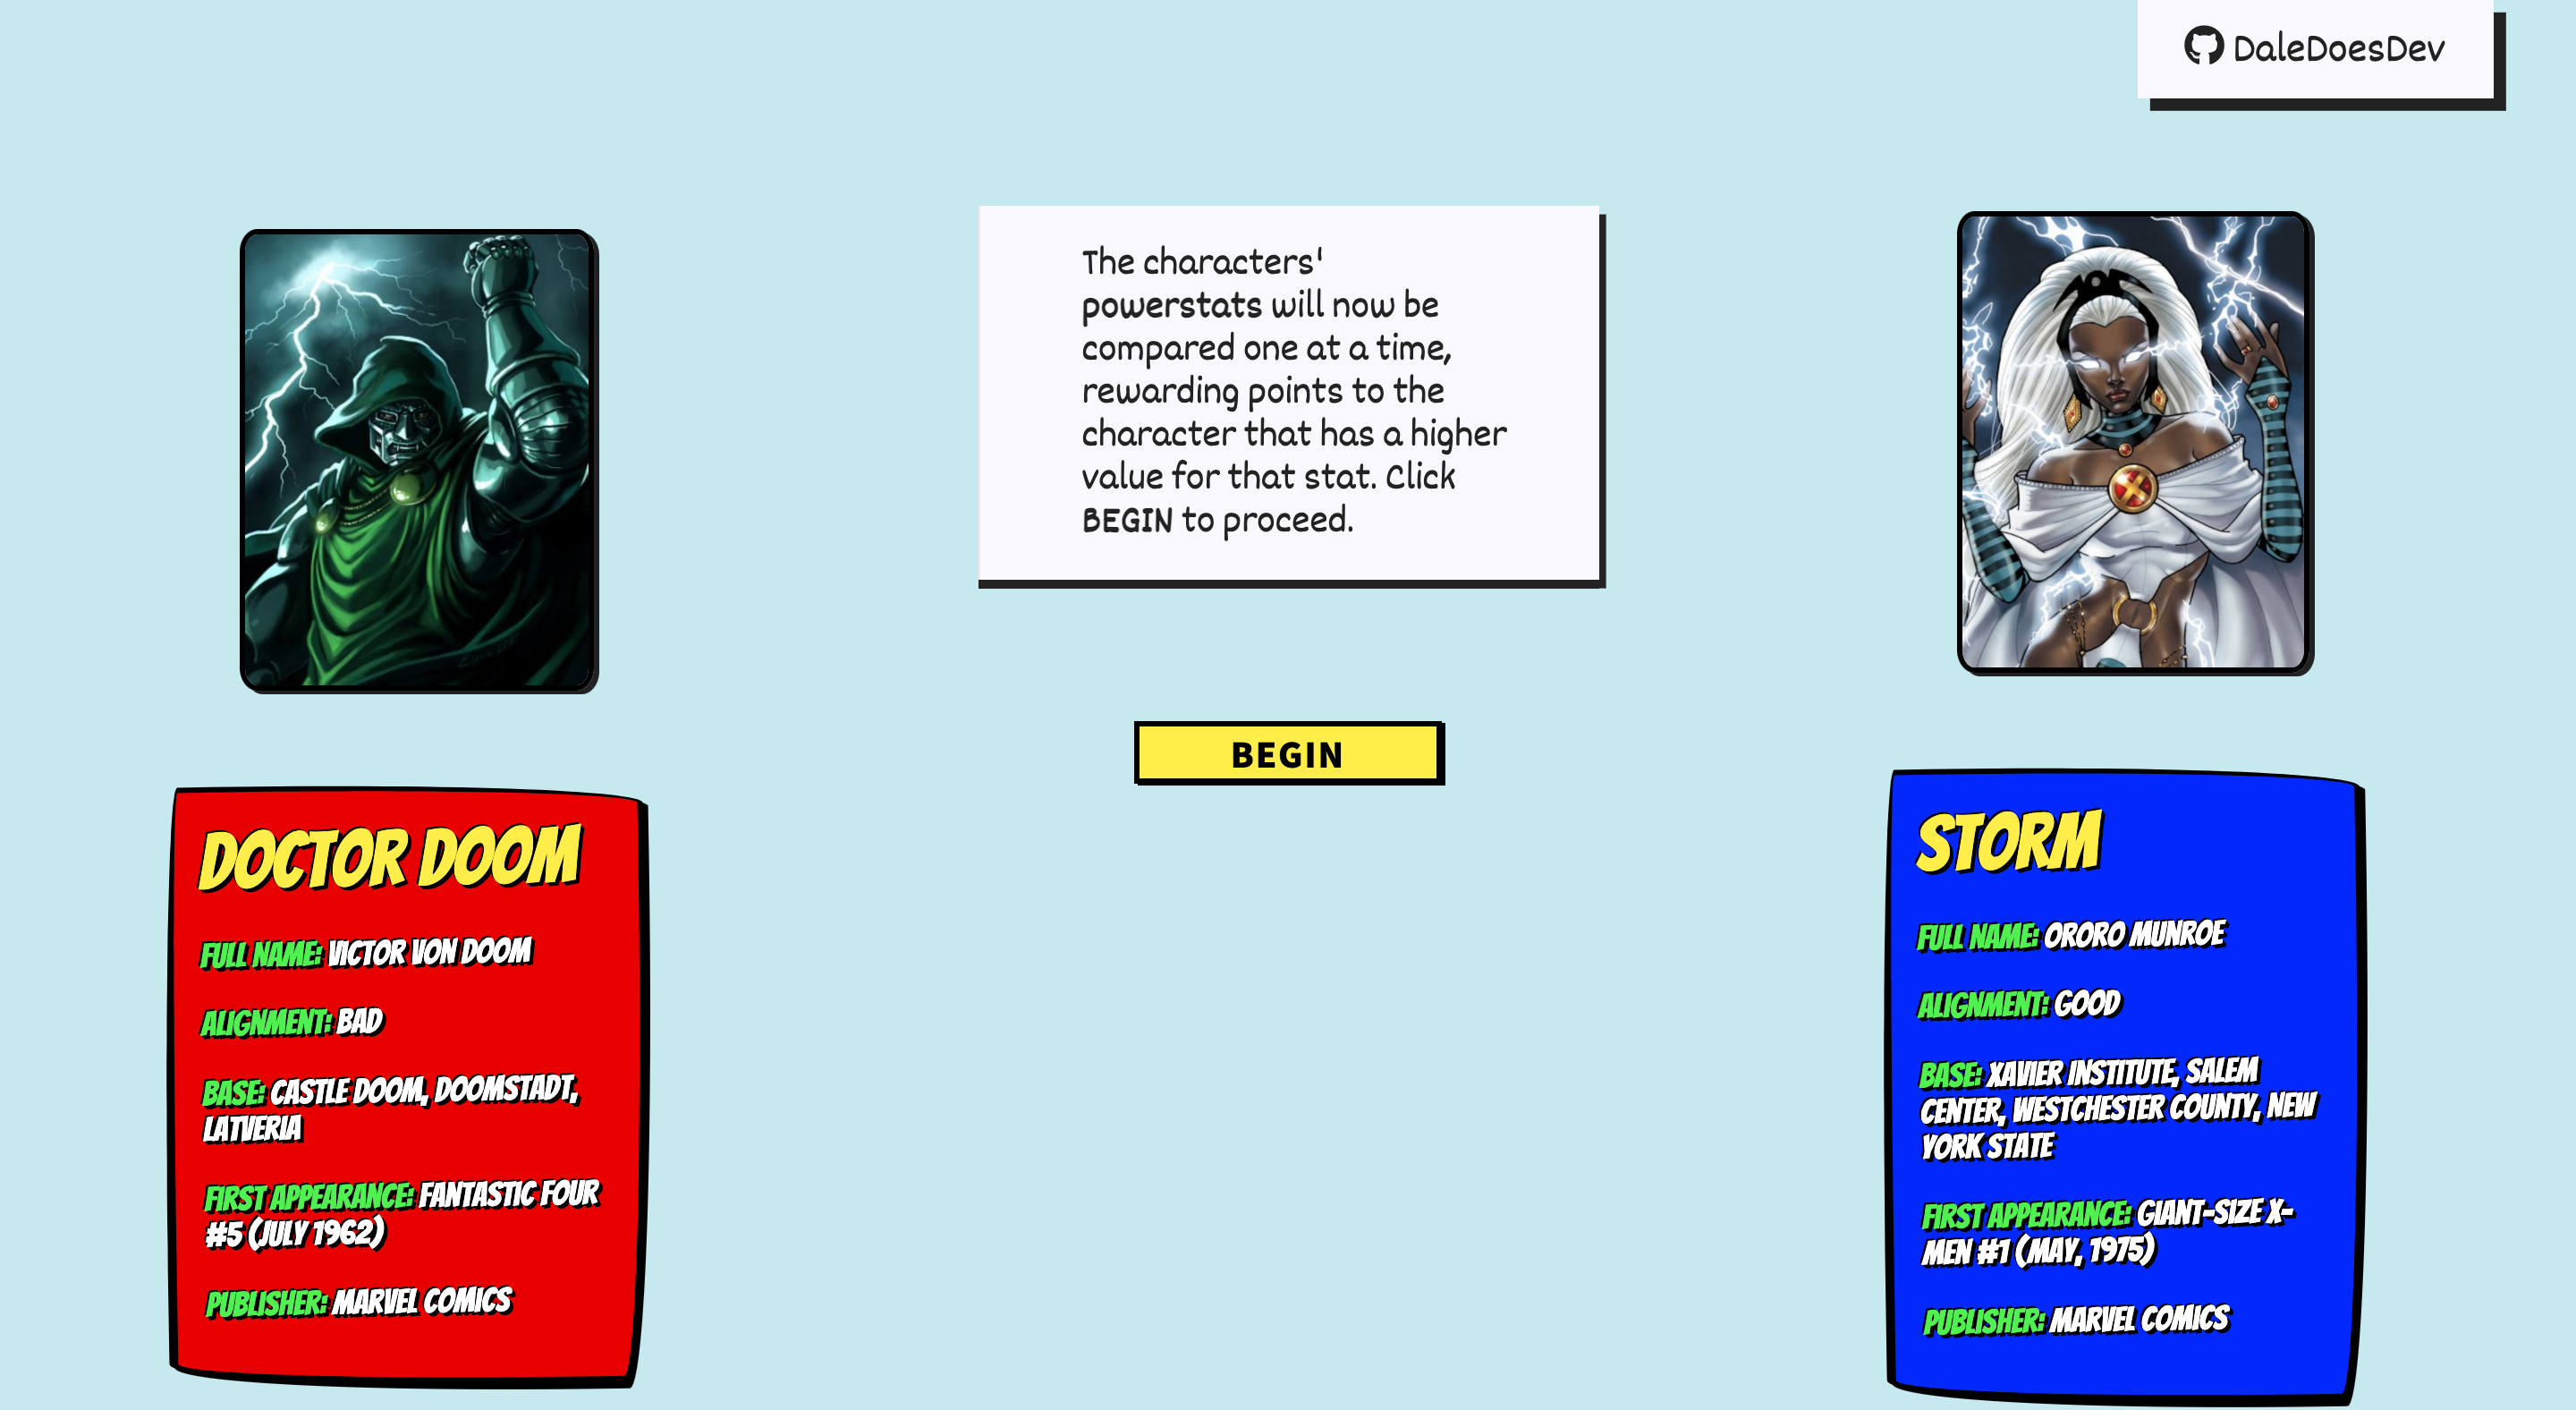 DaleDoesDev
The characters'
powerstats will now be
compared one at a time,
rewarding points to the
character that has a higher
value for that stat. Click
BEGIN to proceed.
BEGIN
DOCTOR DOOM
FULL NAME: VICTOR VON DOOM
ALIGNMENT: BAD
BASE: CASTLE DOOM, DOOMSTADT,
LATVERIA
FIRST APPEARANCE: FANTASTIC FOUR
#5 (JULY 1962)
PUBLISHER: MARVEL COMICS
STORM
FULL NAME: ORORO MUNROE
ALIGNMENT: GOOD
BASE: XAVIER INSTITUTE, SALEM
CENTER, WESTCHESTER COUNTY, NEW
YORK STATE
FIRST APPEARANCE: GIANT-SIZE X-
MEN #1 (MAY, 1975)
PUBLISHER: MARVEL COMICS